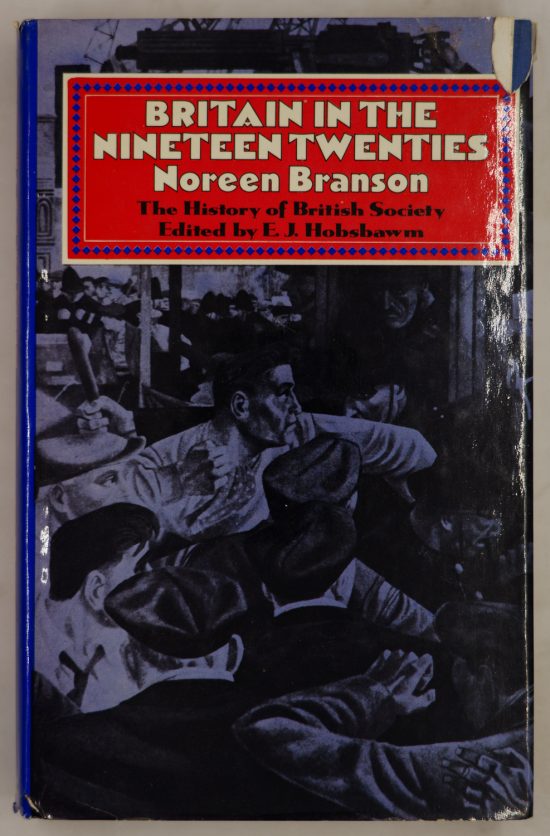 BRITAIN IN THE
NINETEEN TWENTIES
Noreen Branson
The History of British Society
Edited by E. J. Hobsbawm